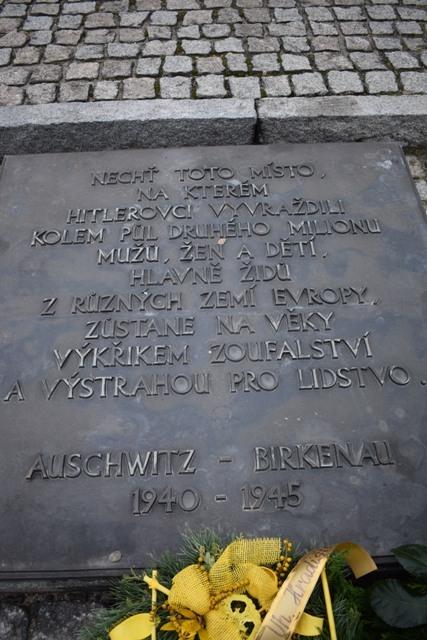 NECHŤ TOTO MÍSTO,
NA KTERÉM
HITLEROVCI VYVRAŽDILI
KOLEM PŮL DRUHÉHO MILIONU
MUŽŮ, ŽEN A DĚTÍ,
HLAVNĚ ŽIDŮ
Z RŮZNÝCH ZEMÍ EVROPY,
ZŮSTANE NA VĚKY
VÝKŘIKEM ZOUFALSTVÍ
A VÝSTRAHOU PRO LIDSTVO.
AUSCHWITZ - BIRKENAU
1940 - 1945